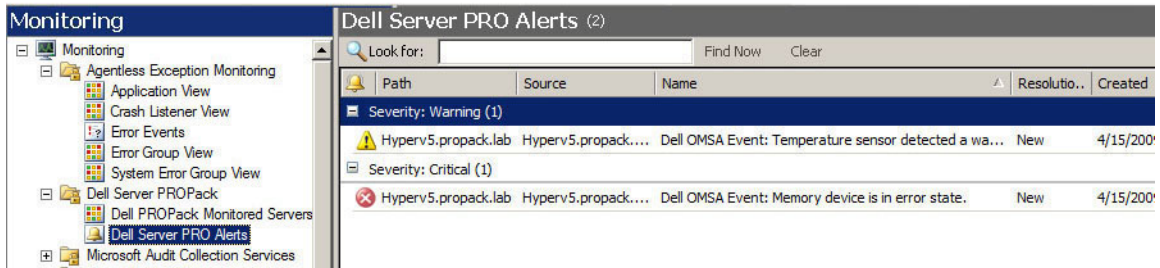 Monitoring
Monitoring
Agentless Exception Monitoring
Application View
Crash Listener View
Error Events
Error Group View
System Error Group View
Dell Server PROPack
Dell PROPack Monitored Servers
Dell Server PRO Alerts
Microsoft Audit Collection Services
Dell Server PRO Alerts (2)
Look for: Find Now Clear
Path Source Name Resolutio.. Created
Severity: Warning (1)
Hyperv5.propack.lab Hyperv5.propack.... Dell OMSA Event: Temperature sensor detected a wa... New 4/15/200
Severity: Critical (1)
Hyperv5.propack.lab Hyperv5.propack.... Dell OMSA Event: Memory device is in error state. New 4/15/200